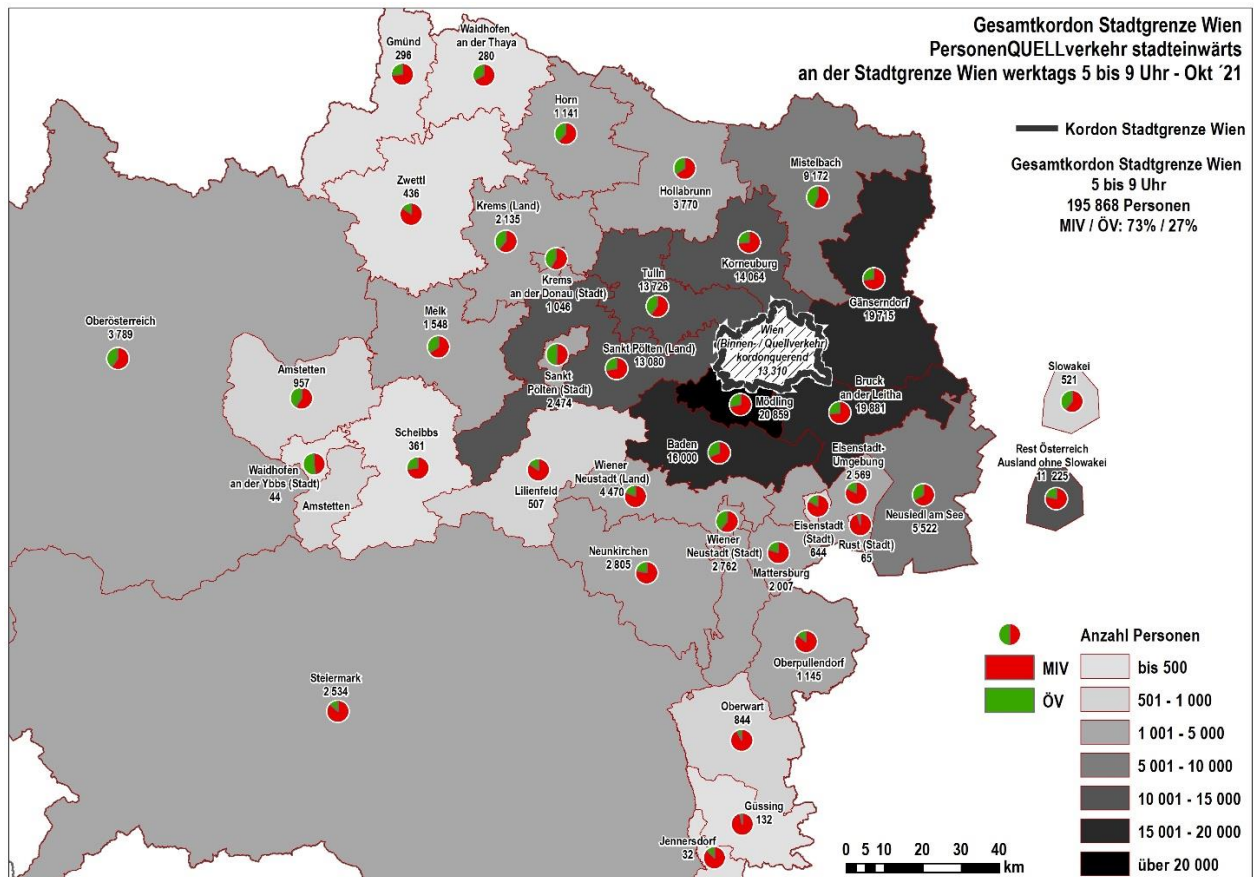 Gesamtkordon Stadtgrenze Wien
PersonenQUELLverkehr stadteinwärts
an der Stadtgrenze Wien werktags 5 bis 9 Uhr - Okt ´21
Kordon Stadtgrenze Wien
Gesamtkordon Stadtgrenze Wien
5 bis 9 Uhr
195 868 Personen
MIV / ÖV: 73% / 27%
Gmünd
296
Waidhofen
an der Thaya
280
Horn
1 141
Zwettl
436
Hollabrunn
3 770
Mistelbach
9 172
Krems (Land)
2 135
Krems
an der Donau (Stadt)
1 046
Tulln
13 726
Korneuburg
14 064
Gänserndorf
19 715
Oberösterreich
3 789
Melk
1 548
Amstetten
957
Sankt
Pölten (Stadt)
2 474
Sankt Pölten (Land)
13 080
Wien
(Binnen- / Quellverkehr)
kordonquerend
13 310
Mödling
20 859
Bruck
an der Leitha
19 881
Slowakei
521
Scheibbs
361
Waidhofen
an der Ybbs (Stadt)
44
Amstetten
Lilienfeld
507
Wiener
Neustadt (Land)
4 470
Baden
16 000
Eisenstadt-
Umgebung
2 569
Neusiedl am See
5 522
Rest Österreich
Ausland ohne Slowakei
11 225
Eisenstadt
(Stadt)
644
Rust (Stadt)
65
Neunkirchen
2 805
Wiener
Neustadt (Stadt)
2 762
Mattersburg
2 007
Oberpullendorf
1 145
Steiermark
2 534
Oberwart
844
Güssing
132
Jennersdorf
32
Anzahl Personen
MIV
ÖV
bis 500
501 - 1 000
1 001 - 5 000
5 001 - 10 000
10 001 - 15 000
15 001 - 20 000
über 20 000
0 5 10 20 30 40
km